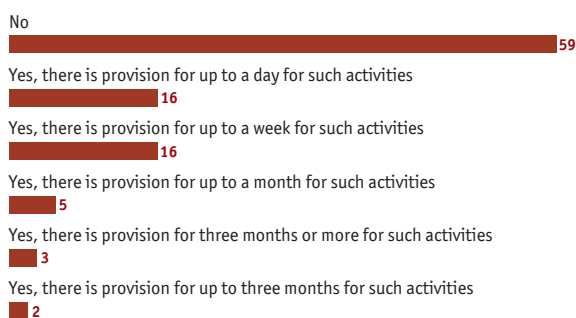 No
59
Yes, there is provision for up to a day for such activities
16
Yes, there is provision for up to a week for such activities
16
Yes, there is provision for up to a month for such activities
5
Yes, there is provision for three months or more for such activities
3
Yes, there is provision for up to three months for such activities
2